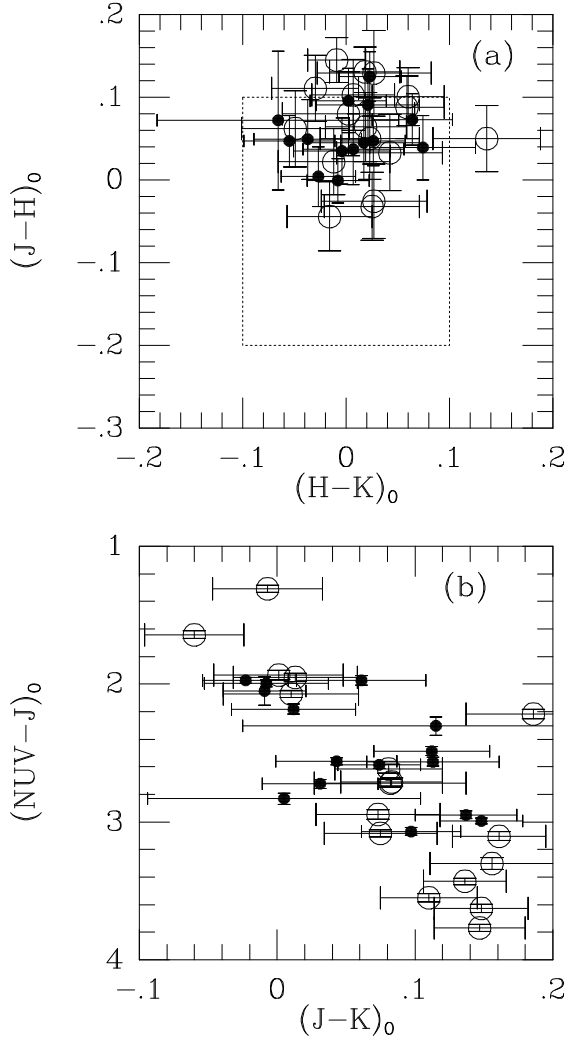 .2
(a)
.1
0
-.1
-.2
-.3
(J-H)₀
-.2 -.1 0 .1 .2
(H-K)₀
1
(b)
2
3
4
(NUV-J)₀
-.1 0 .1 .2
(J-K)₀